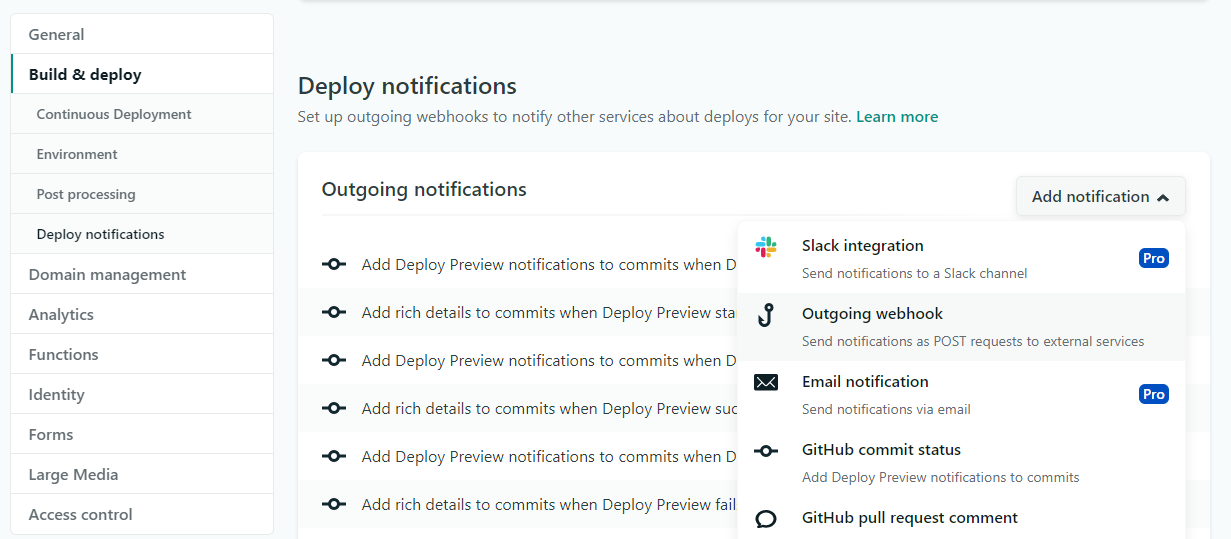 General
Build & deploy
Continuous Deployment
Environment
Post processing
Deploy notifications
Domain management
Analytics
Functions
Identity
Forms
Large Media
Access control
Deploy notifications
Set up outgoing webhooks to notify other services about deploys for your site. Learn more
Outgoing notifications
Add notification
Add Deploy Preview notifications to commits when D
Add rich details to commits when Deploy Preview sta
Add Deploy Preview notifications to commits when D
Add rich details to commits when Deploy Preview suc
Add Deploy Preview notifications to commits when D
Add rich details to commits when Deploy Preview fail
Slack integration
Send notifications to a Slack channel
Pro
Outgoing webhook
Send notifications as POST requests to external services
Email notification
Send notifications via email
Pro
GitHub commit status
Add Deploy Preview notifications to commits
GitHub pull request comment